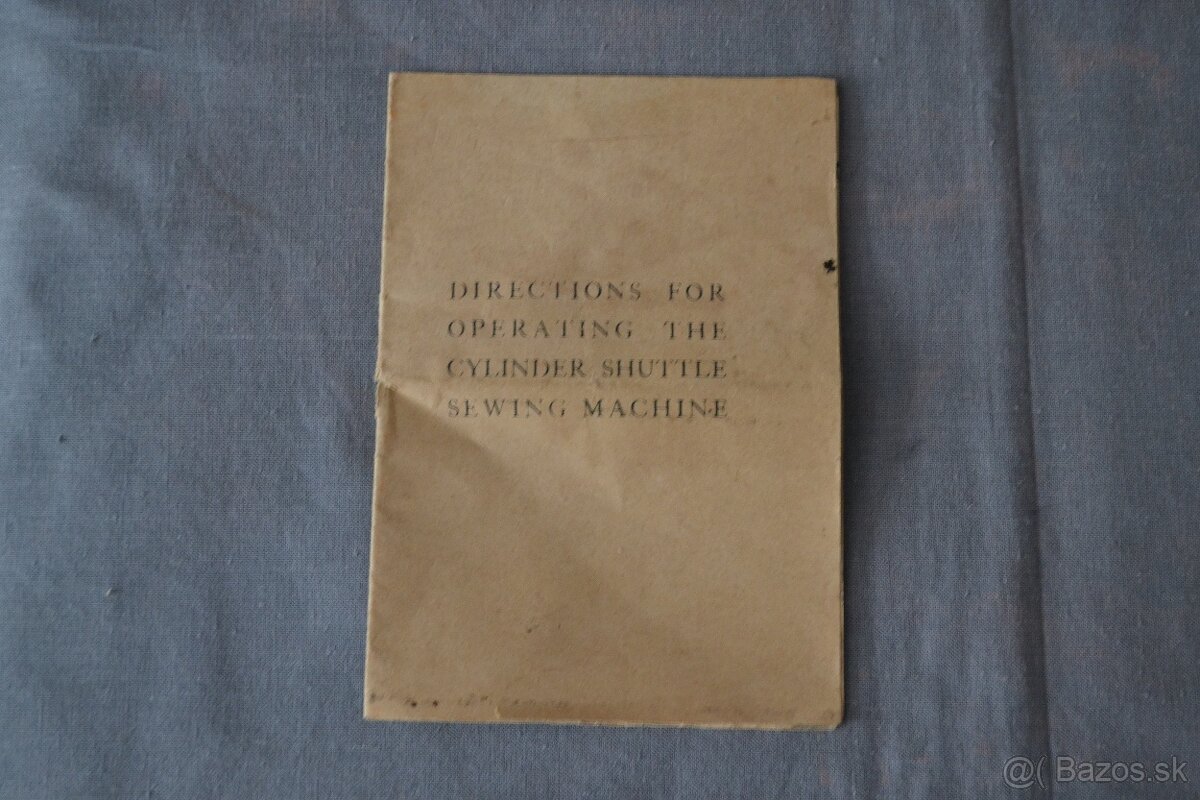 DIRECTIONS FOR
OPERATING THE
CYLINDER SHUTTLE
SEWING MACHINE
@( Bazos.sk